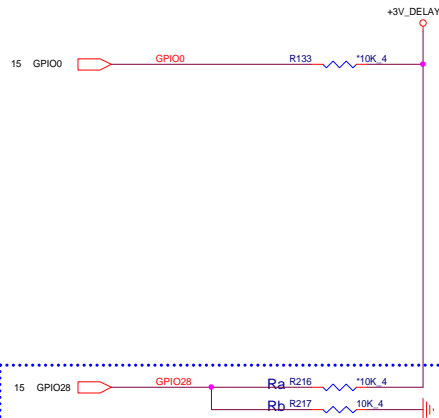 +3V_DELAY
15 GPIO0 GPIO0 R133 *10K_4
15 GPIO28 GPIO28 Ra R216 *10K_4
Rb R217 10K_4